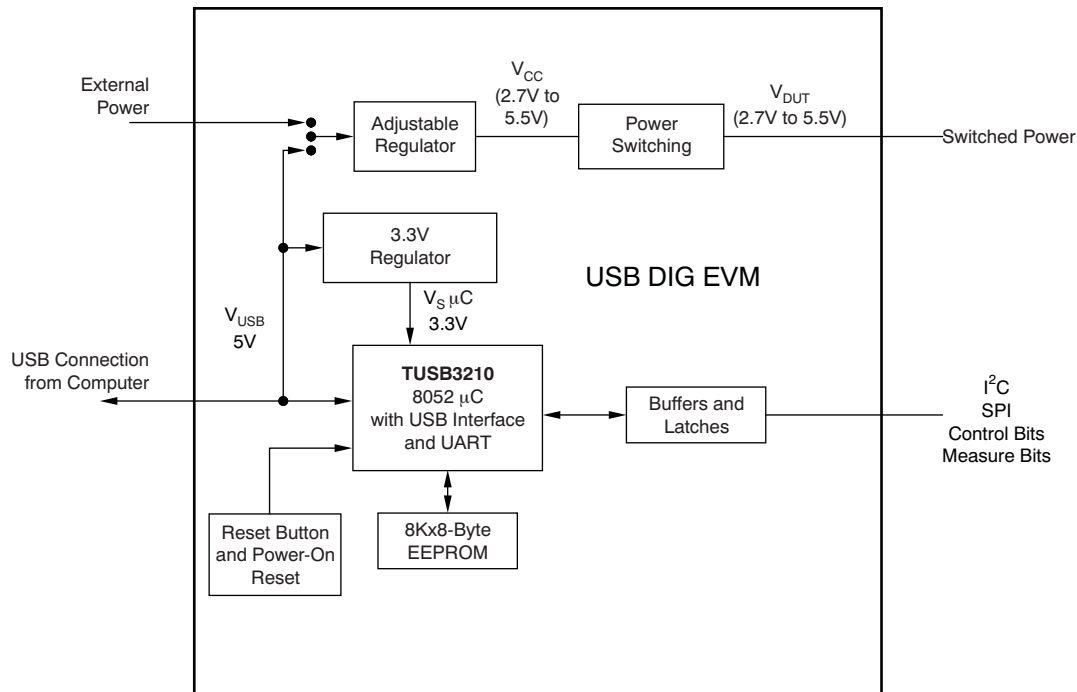 External
Power
Adjustable
Regulator
V_CC
(2.7V to
5.5V)
Power
Switching
V_DUT
(2.7V to 5.5V)
Switched Power
3.3V
Regulator
USB DIG EVM
V_S μC
3.3V
V_USB
5V
USB Connection
from Computer
TUSB3210
8052 μC
with USB Interface
and UART
Buffers and
Latches
I²C
SPI
Control Bits
Measure Bits
Reset Button
and Power-On
Reset
8Kx8-Byte
EEPROM